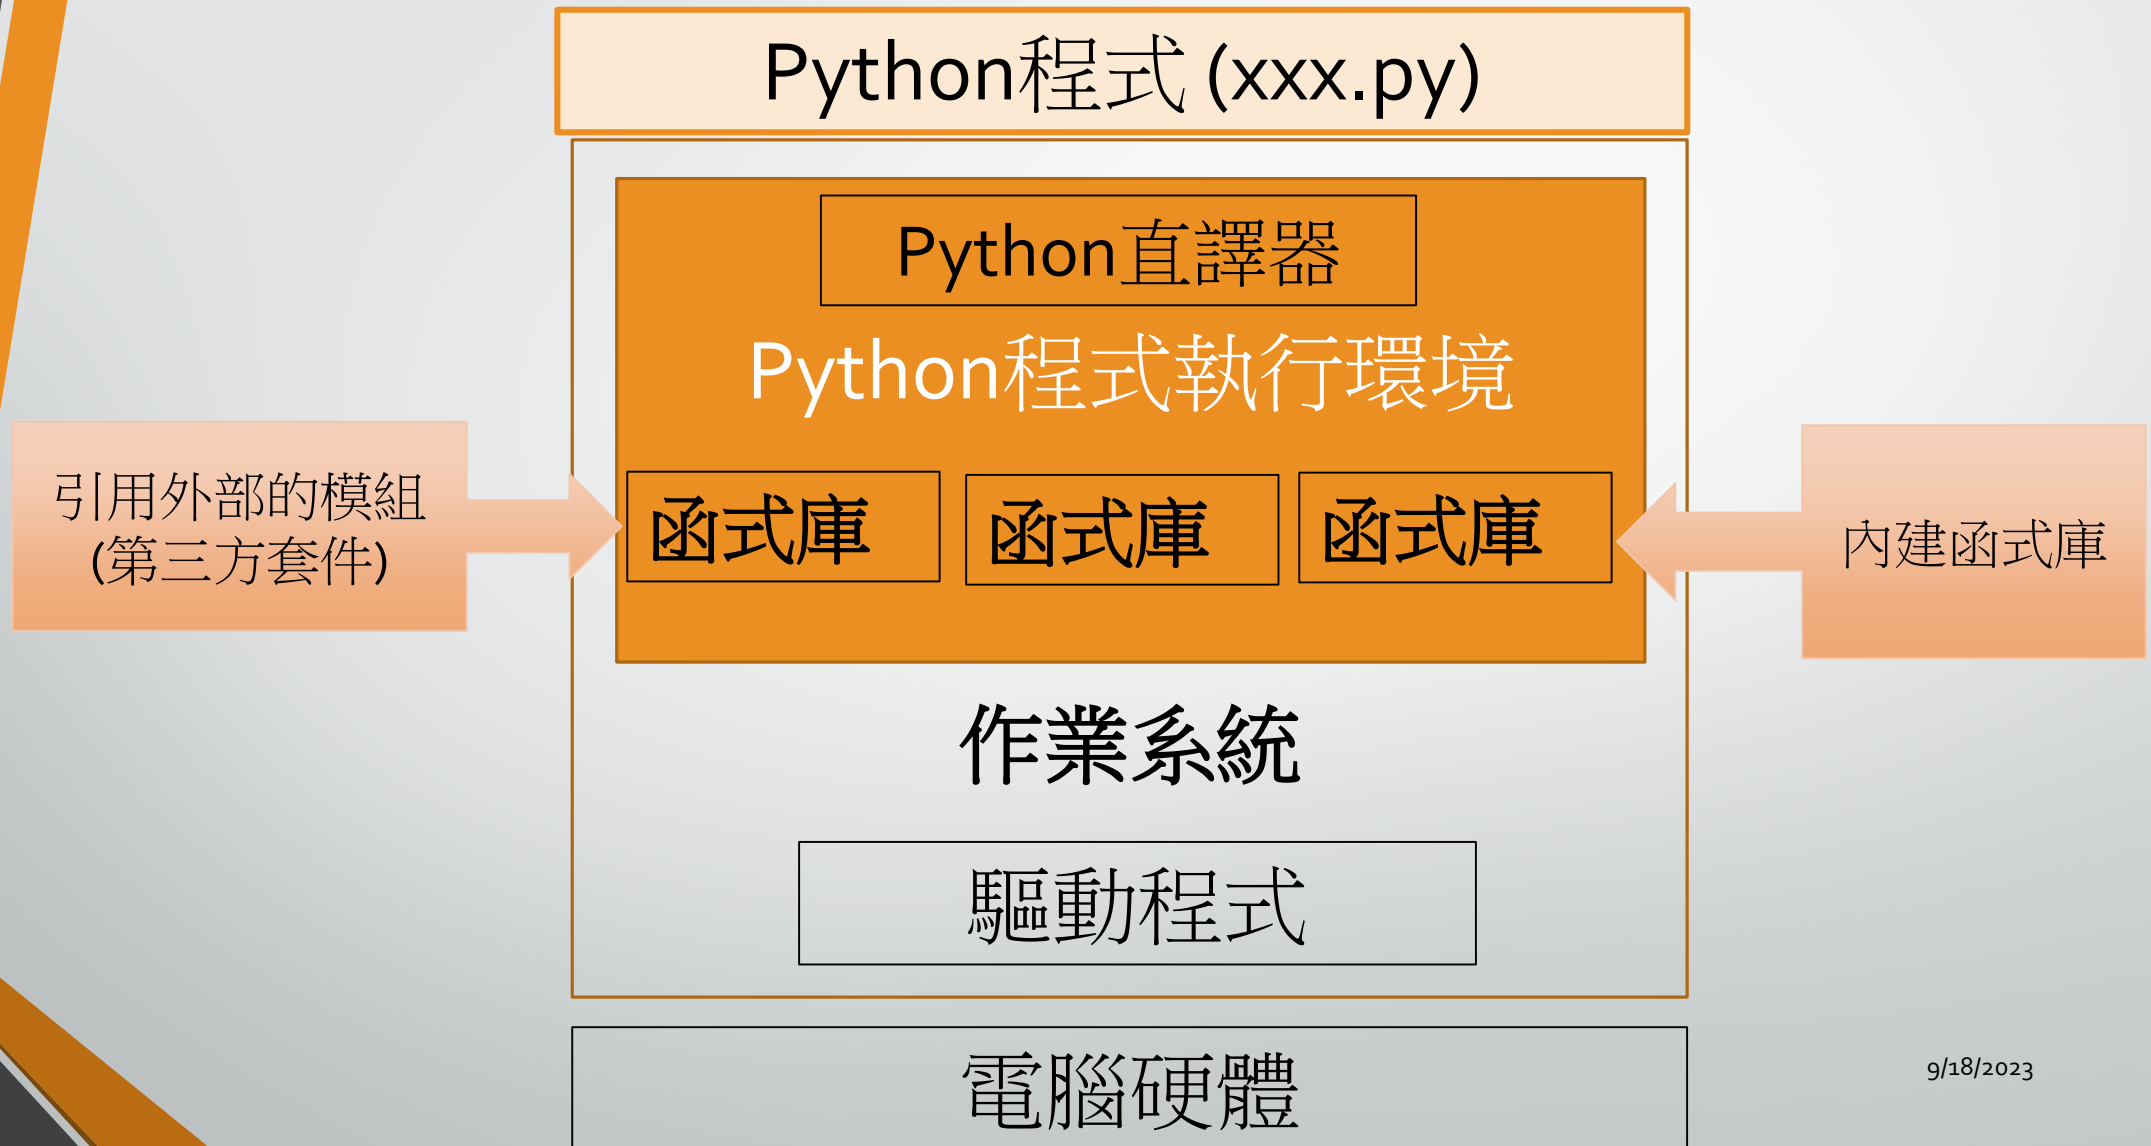 Python程式 (xxx.py)
Python直譯器
Python程式執行環境
引用外部的模組
(第三方套件)
函式庫
函式庫
函式庫
內建函式庫
作業系統
驅動程式
電腦硬體
9/18/2023